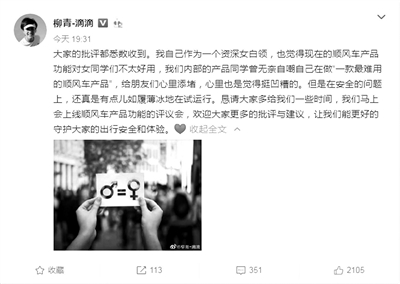 柳青-滴滴
今天 19:31
大家的批评都悉数收到。我自己作为一个资深女白领，也觉得现在的顺风车产品
功能对女同学们不太好用，我们内部的产品同学曾无奈自嘲自己在做“一款最难用
的顺风车产品”，给朋友们心里添堵，心里也是觉得挺凹糟的。但是在安全的问题
上，还真是有点儿如履薄冰地在试运行。恳请大家多给我们一些时间，我们马上
会上线顺风车产品功能的评议会，欢迎大家更多的批评与建议，让我们能更好的
守护大家的出行安全和体验。 收起全文
♂=♀
@柳青-滴滴
收藏
113
351
2105